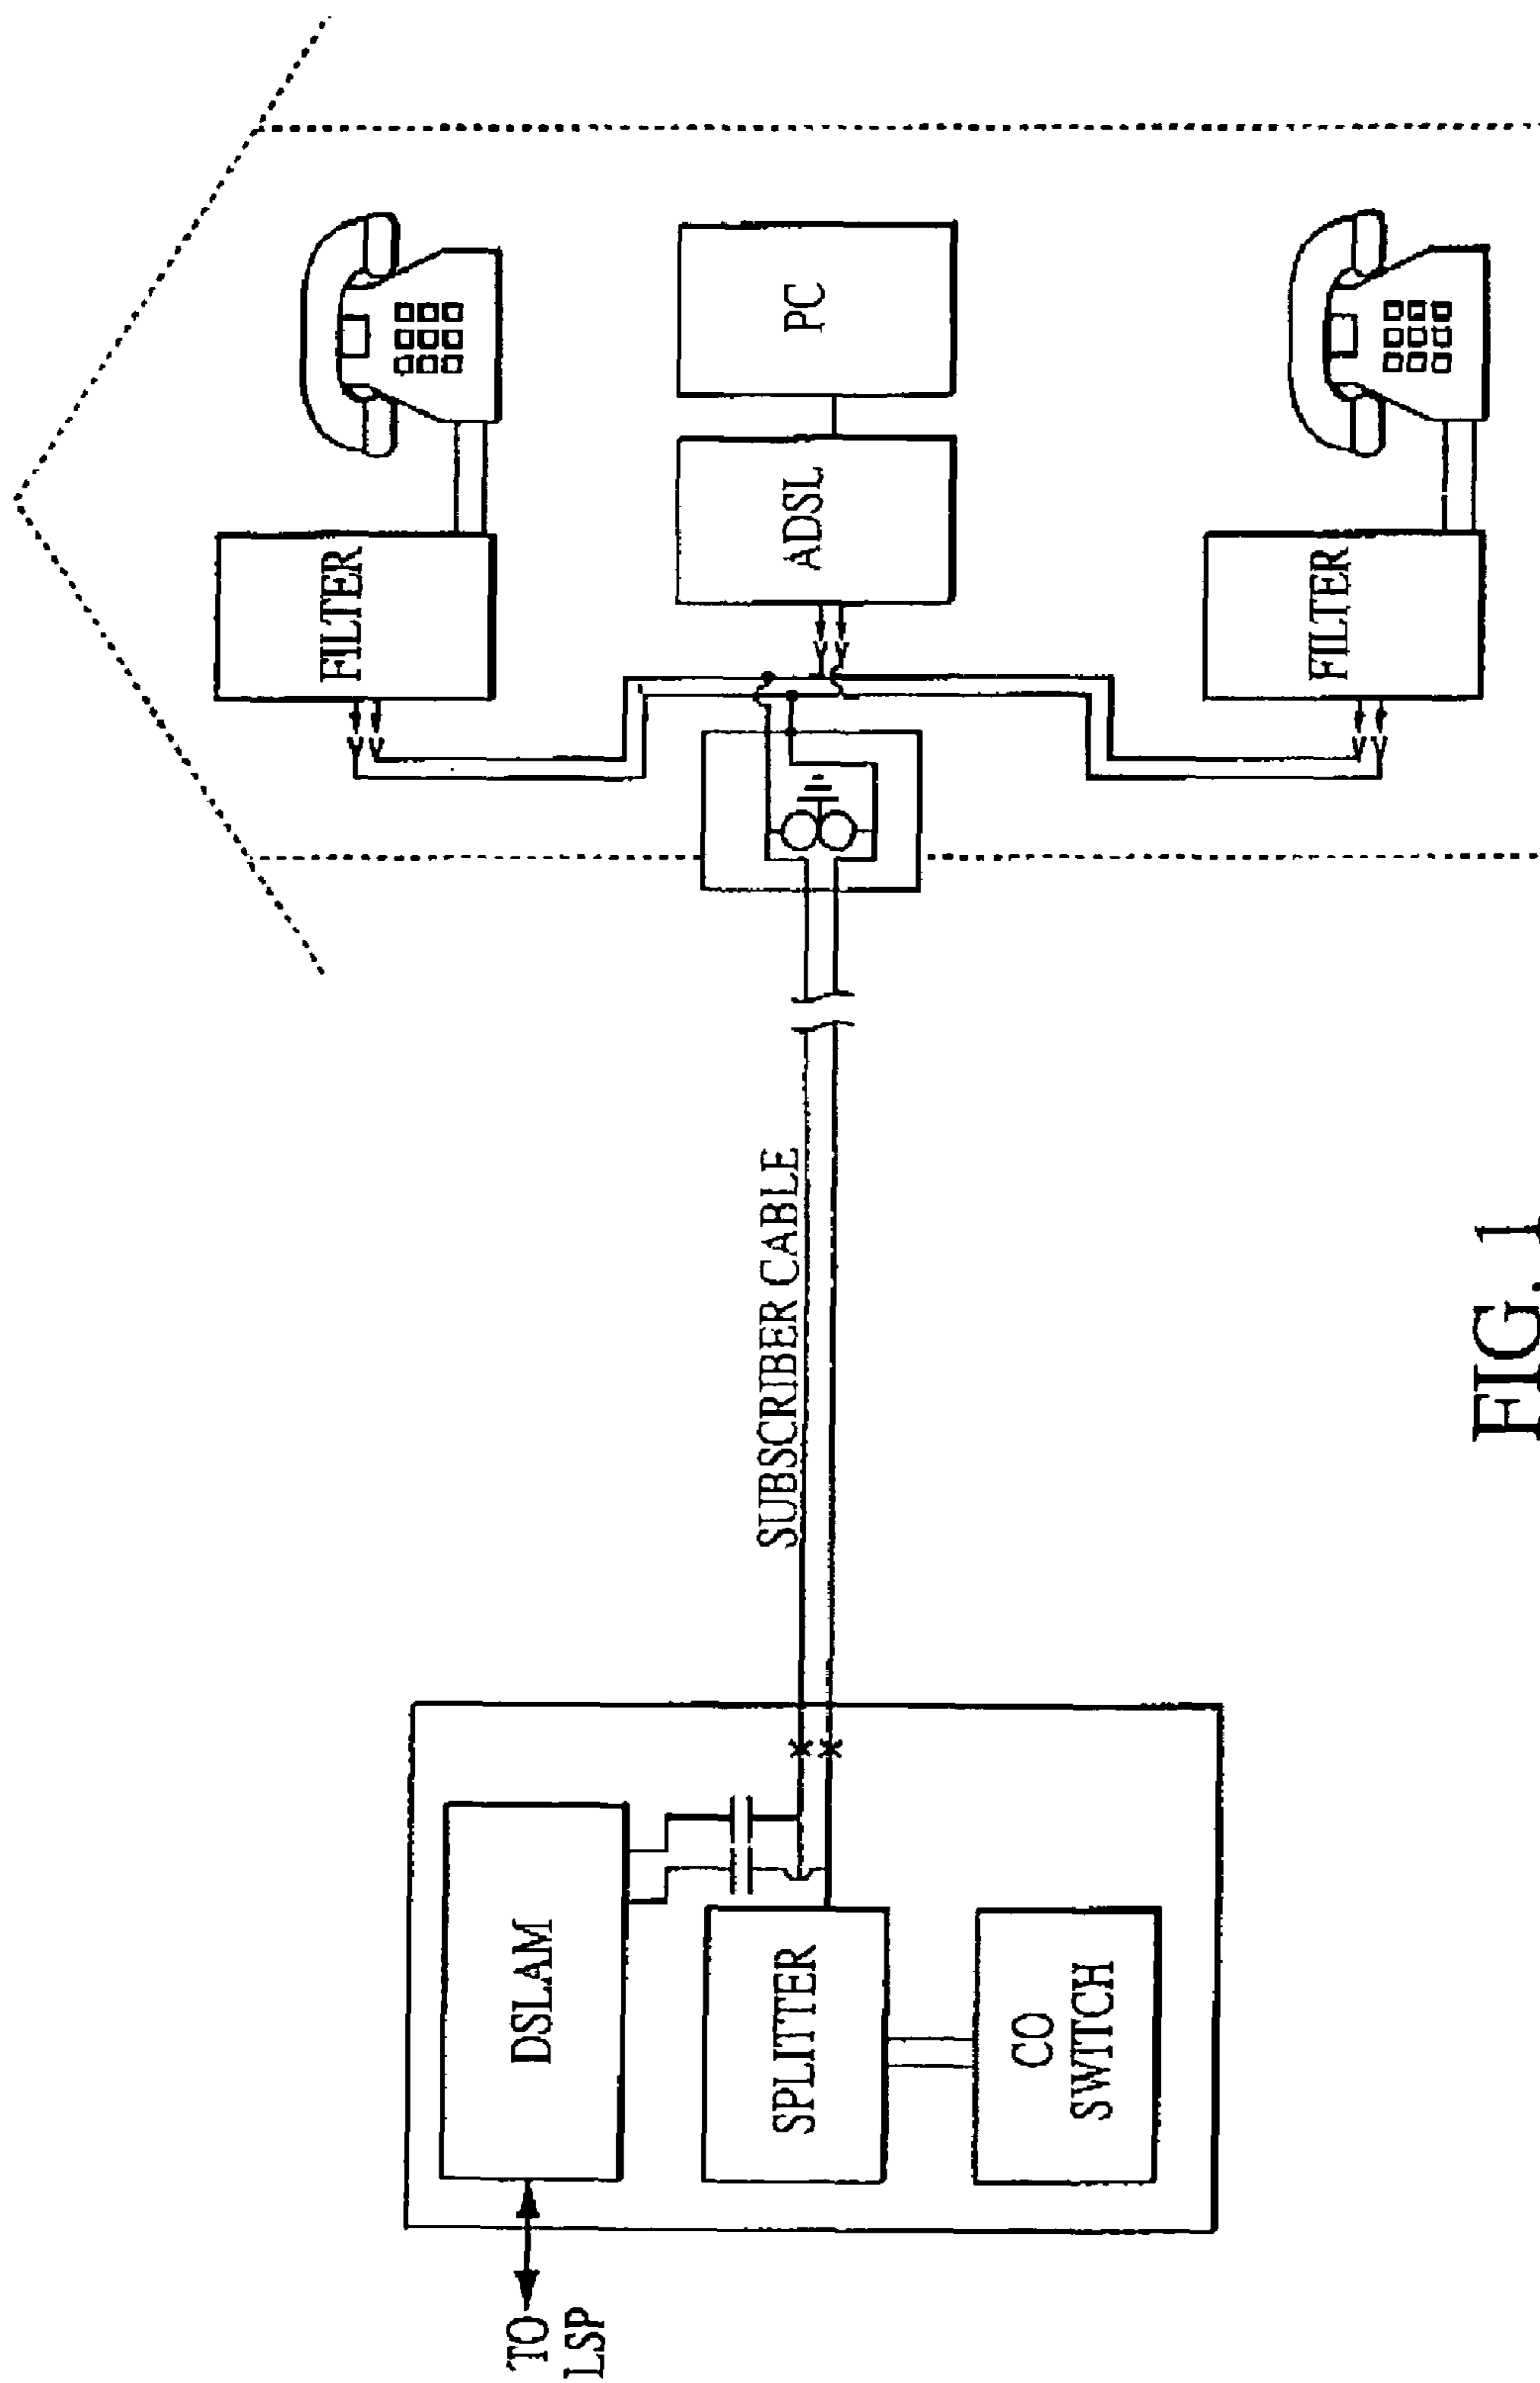 TO
LSP
DSLAM
SPLITTER
CO
SWITCH
SUBSCRIBER CABLE
FILTER
ADSL
PC
FILTER
FIG. 1